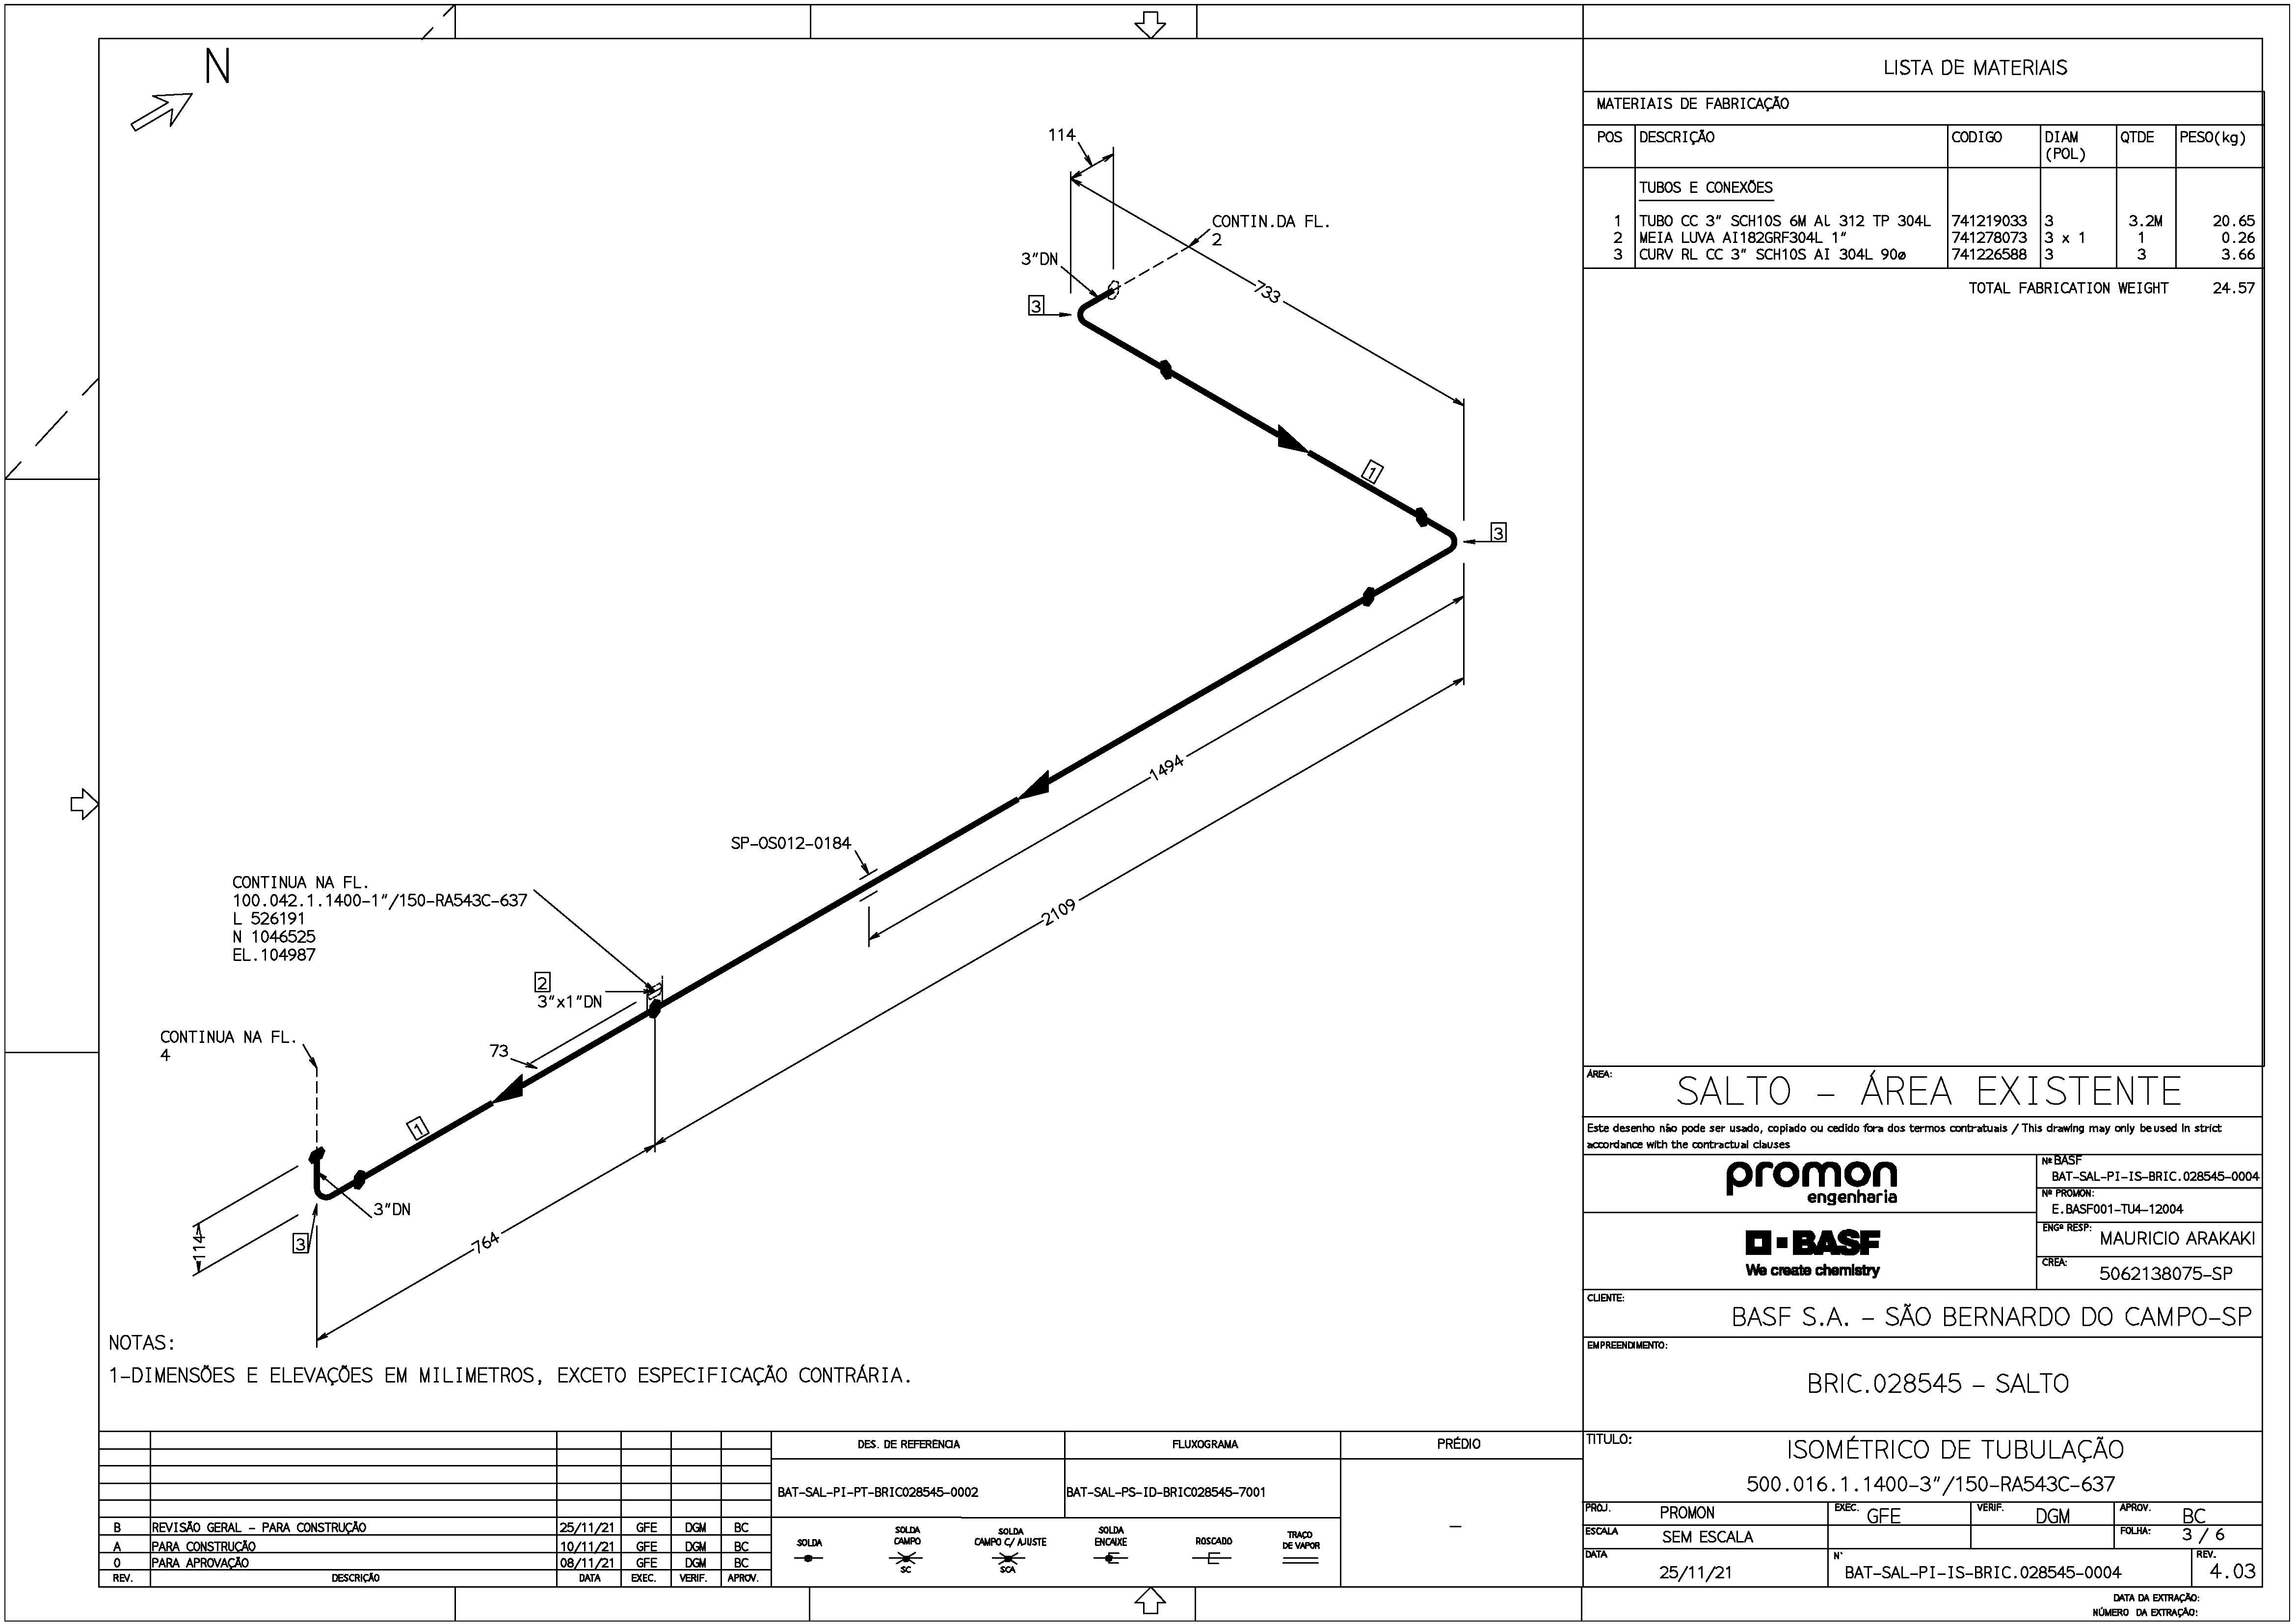 N
114
CONTIN.DA FL.
2
3"DN
3
733
1
3
1494
SP-OS012-0184
2109
CONTINUA NA FL.
100.042.1.1400-1"/150-RA543C-637
L 526191
N 1046525
EL.104987
2
3"x1"DN
CONTINUA NA FL.
4
73
1
3"DN
3
114
764
NOTAS:
1-DIMENSÕES E ELEVAÇÕES EM MILIMETROS, EXCETO ESPECIFICAÇÃO CONTRÁRIA.
LISTA DE MATERIAIS
MATERIAIS DE FABRICAÇÃO
POS DESCRIÇÃO CODIGO DIAM (POL) QTDE PESO(kg)
TUBOS E CONEXÕES
1 TUBO CC 3" SCH10S 6M Al 312 TP 304L 741219033 3 3.2M 20.65
2 MEIA LUVA AI182GRF304L 1" 741278073 3 x 1 1 0.26
3 CURV RL CC 3" SCH10S AI 304L 90ø 741226588 3 3 3.66
TOTAL FABRICATION WEIGHT 24.57
ÁREA:
SALTO - ÁREA EXISTENTE
Este desenho não pode ser usado, copiado ou cedido fora dos termos contratuais / This drawing may only be used in strict
accordance with the contractual clauses
promon
engenharia
Nº BASF
BAT-SAL-PI-IS-BRIC.028545-0004
Nº PROMON:
E.BASF001-TU4-12004
BASF
We create chemistry
ENGº RESP:
MAURICIO ARAKAKI
CREA:
5062138075-SP
CLIENTE:
BASF S.A. - SÃO BERNARDO DO CAMPO-SP
EMPREENDIMENTO:
BRIC.028545 - SALTO
TITULO:
ISOMÉTRICO DE TUBULAÇÃO
500.016.1.1400-3"/150-RA543C-637
PROJ. PROMON EXEC. GFE VERIF. DGM APROV. BC
ESCALA SEM ESCALA FOLHA: 3 / 6
DATA 25/11/21 Nº BAT-SAL-PI-IS-BRIC.028545-0004 REV. 4.03
DATA DA EXTRAÇÃO:
NÚMERO DA EXTRAÇÃO:
B REVISÃO GERAL - PARA CONSTRUÇÃO 25/11/21 GFE DGM BC
A PARA CONSTRUÇÃO 10/11/21 GFE DGM BC
0 PARA APROVAÇÃO 08/11/21 GFE DGM BC
REV. DESCRIÇÃO DATA EXEC. VERIF. APROV.
DES. DE REFERÊNCIA FLUXOGRAMA PRÉDIO
BAT-SAL-PI-PT-BRIC028545-0002 BAT-SAL-PS-ID-BRIC028545-7001 -
SOLDA
SOLDA CAMPO
SC
SOLDA CAMPO C/ AJUSTE
SCA
SOLDA ENCAIXE
ROSCADO
TRAÇO DE VAPOR